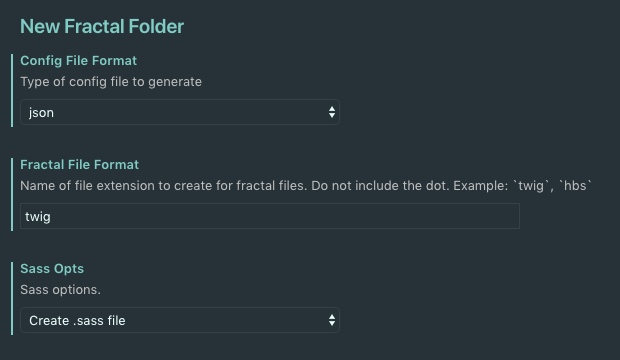 New Fractal Folder
Config File Format
Type of config file to generate
json
Fractal File Format
Name of file extension to create for fractal files. Do not include the dot. Example: `twig`, `hbs`
twig
Sass Opts
Sass options.
Create .sass file